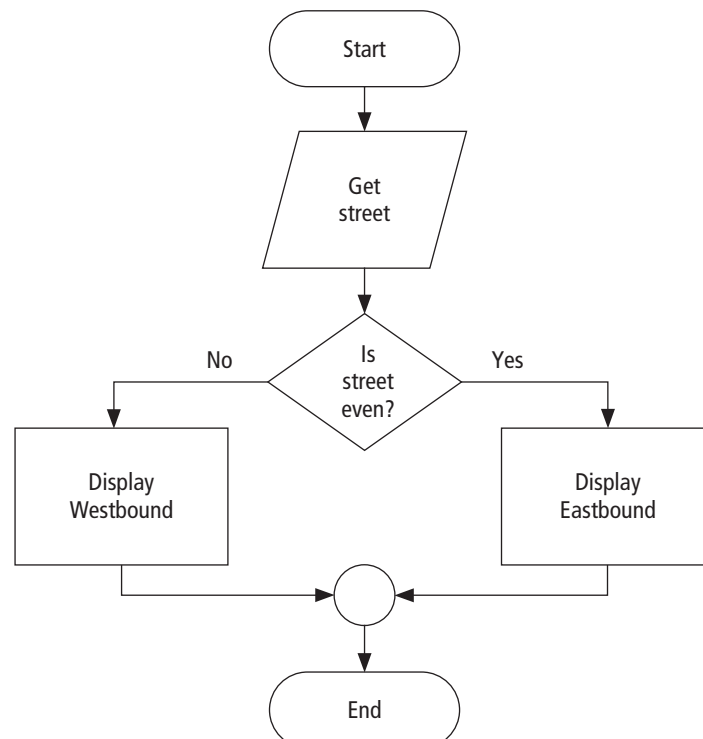 Start
Get
street
Is
street
even?
No
Yes
Display
Westbound
Display
Eastbound
End